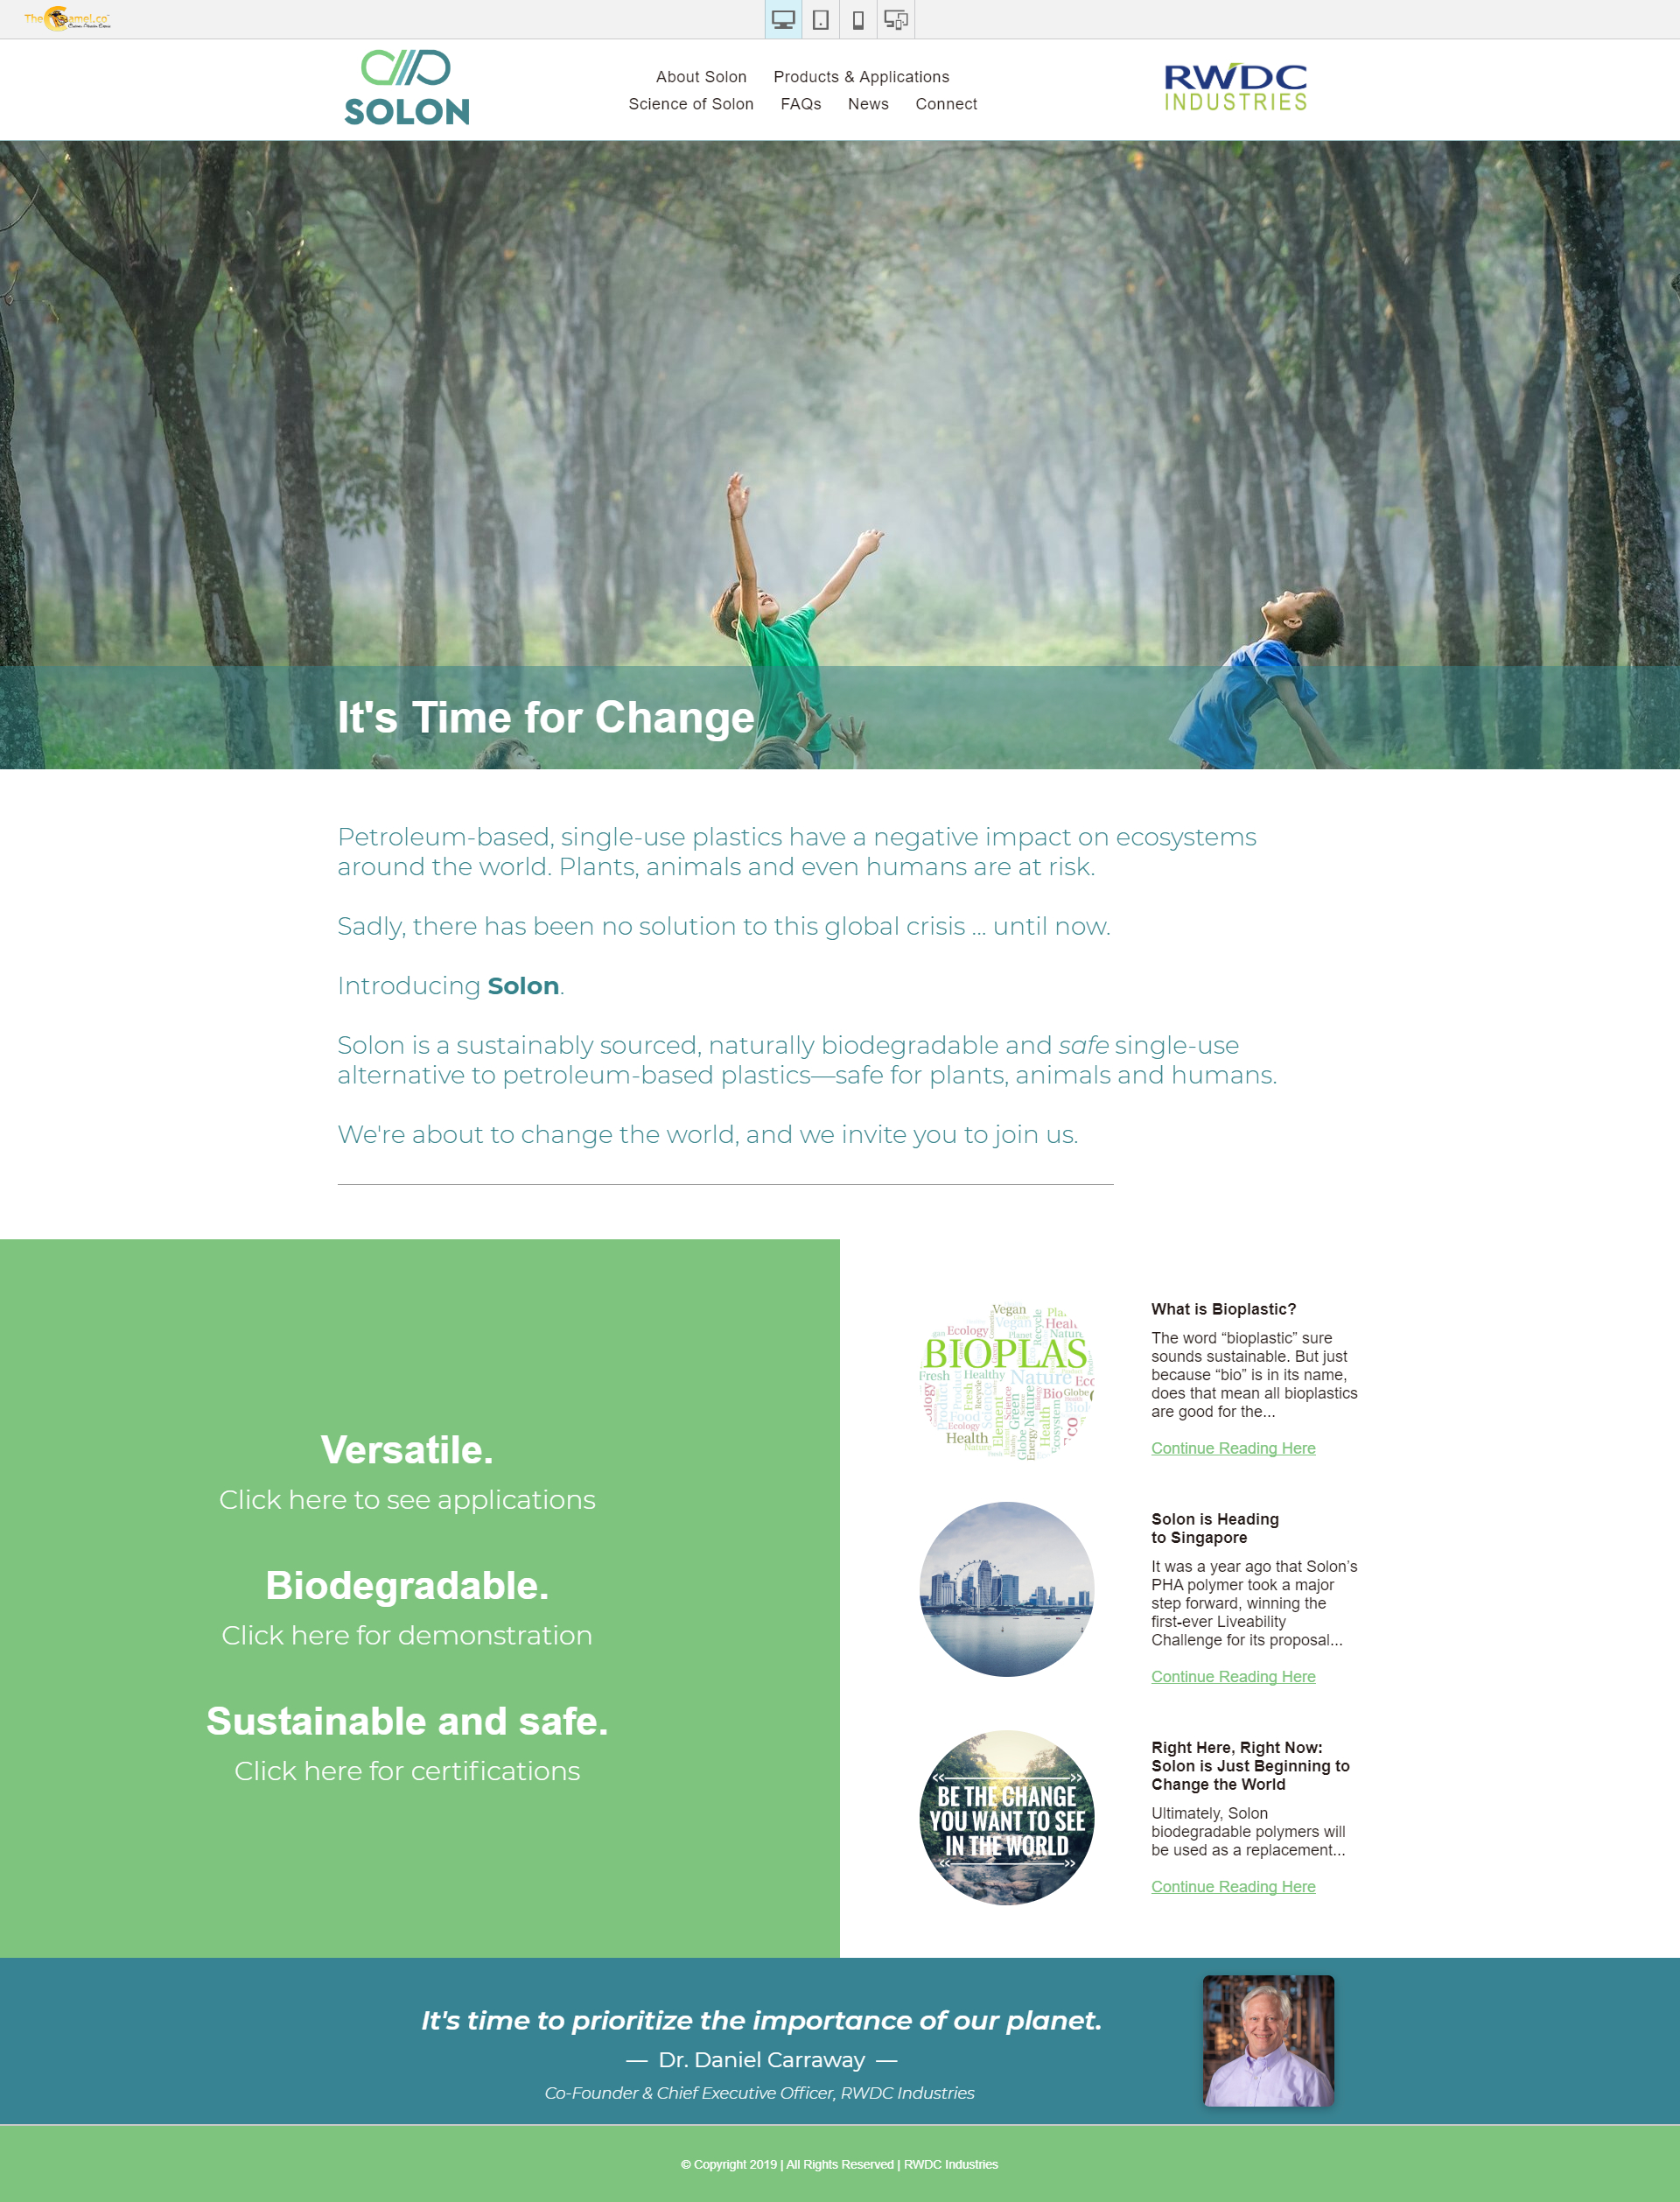 The Camel.co
About Solon Products & Applications
SOLON
Science of Solon FAQs News Connect
RWDC
INDUSTRIES
It's Time for Change
Petroleum-based, single-use plastics have a negative impact on ecosystems
around the world. Plants, animals and even humans are at risk.
Sadly, there has been no solution to this global crisis ... until now.
Introducing Solon.
Solon is a sustainably sourced, naturally biodegradable and safe single-use
alternative to petroleum-based plastics—safe for plants, animals and humans.
We're about to change the world, and we invite you to join us.
Versatile.
Click here to see applications
Biodegradable.
Click here for demonstration
Sustainable and safe.
Click here for certifications
BIOPLAS
Vegan
Ecology
Vegan
Planet
Recycle
Fresh
Healthy
Nature
Bio
Globe
Product
Food
Fresh
Recycle
Science
Element
Green
Nature
Health
Ecosystem
Ecology
Health
Nature
Globe
Energy
What is Bioplastic?
The word “bioplastic” sure
sounds sustainable. But just
because “bio” is in its name,
does that mean all bioplastics
are good for the...
Continue Reading Here
Solon is Heading
to Singapore
It was a year ago that Solon’s
PHA polymer took a major
step forward, winning the
first-ever Liveability
Challenge for its proposal...
Continue Reading Here
BE THE CHANGE
YOU WANT TO SEE
IN THE WORLD
Right Here, Right Now:
Solon is Just Beginning to
Change the World
Ultimately, Solon
biodegradable polymers will
be used as a replacement...
Continue Reading Here
It's time to prioritize the importance of our planet.
— Dr. Daniel Carraway —
Co-Founder & Chief Executive Officer, RWDC Industries
© Copyright 2019 | All Rights Reserved | RWDC Industries